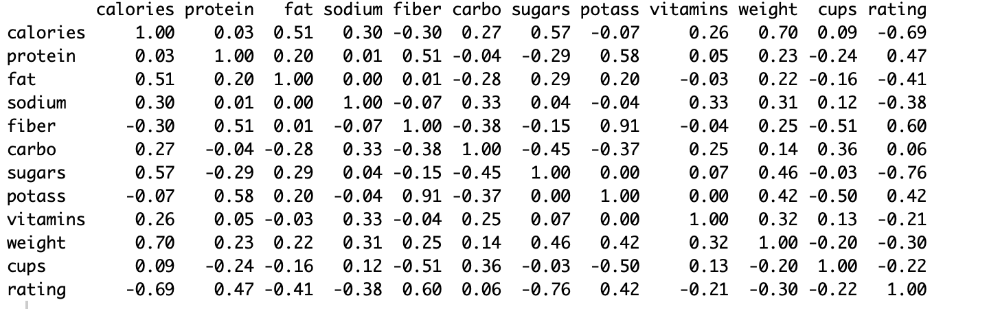 calories protein fat sodium fiber carbo sugars potass vitamins weight cups rating
calories 1.00 0.03 0.51 0.30 -0.30 0.27 0.57 -0.07 0.26 0.70 0.09 -0.69
protein 0.03 1.00 0.20 0.01 0.51 -0.04 -0.29 0.58 0.05 0.23 -0.24 0.47
fat 0.51 0.20 1.00 0.00 0.01 -0.28 0.29 0.20 -0.03 0.22 -0.16 -0.41
sodium 0.30 0.01 0.00 1.00 -0.07 0.33 0.04 -0.04 0.33 0.31 0.12 -0.38
fiber -0.30 0.51 0.01 -0.07 1.00 -0.38 -0.15 0.91 -0.04 0.25 -0.51 0.60
carbo 0.27 -0.04 -0.28 0.33 -0.38 1.00 -0.45 -0.37 0.25 0.14 0.36 0.06
sugars 0.57 -0.29 0.29 0.04 -0.15 -0.45 1.00 0.00 0.07 0.46 -0.03 -0.76
potass -0.07 0.58 0.20 -0.04 0.91 -0.37 0.00 1.00 0.00 0.42 -0.50 0.42
vitamins 0.26 0.05 -0.03 0.33 -0.04 0.25 0.07 0.00 1.00 0.32 0.13 -0.21
weight 0.70 0.23 0.22 0.31 0.25 0.14 0.46 0.42 0.32 1.00 -0.20 -0.30
cups 0.09 -0.24 -0.16 0.12 -0.51 0.36 -0.03 -0.50 0.13 -0.20 1.00 -0.22
rating -0.69 0.47 -0.41 -0.38 0.60 0.06 -0.76 0.42 -0.21 -0.30 -0.22 1.00